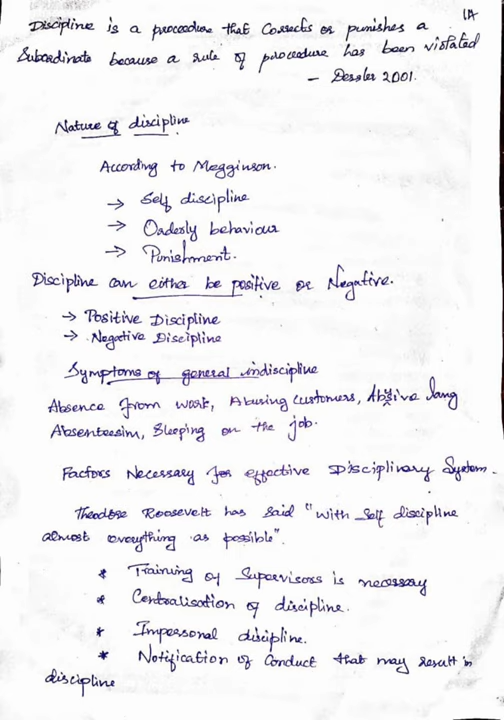 1A
Discipline is a procedure that Corrects or punishes a
Subordinate because a rule of procedure has been violated
– Dessler 2001.
Nature of discipline
According to Megginson.
→ Self discipline
→ Orderly behaviour
→ Punishment.
Discipline can either be positive or Negative.
→ Positive Discipline
→ Negative Discipline
Symptoms of general indiscipline
Absence from work, Abusing customers, Abusive lang
Absenteesim, Sleeping on the job.
Factors Necessary for effective Disciplinary System.
Theodore Roosevelt has said "with self discipline
almost everything as possible".
* Training of Supervisors is necessary
* Centralisation of discipline.
* Impersonal discipline.
* Notification of Conduct that may result in
discipline